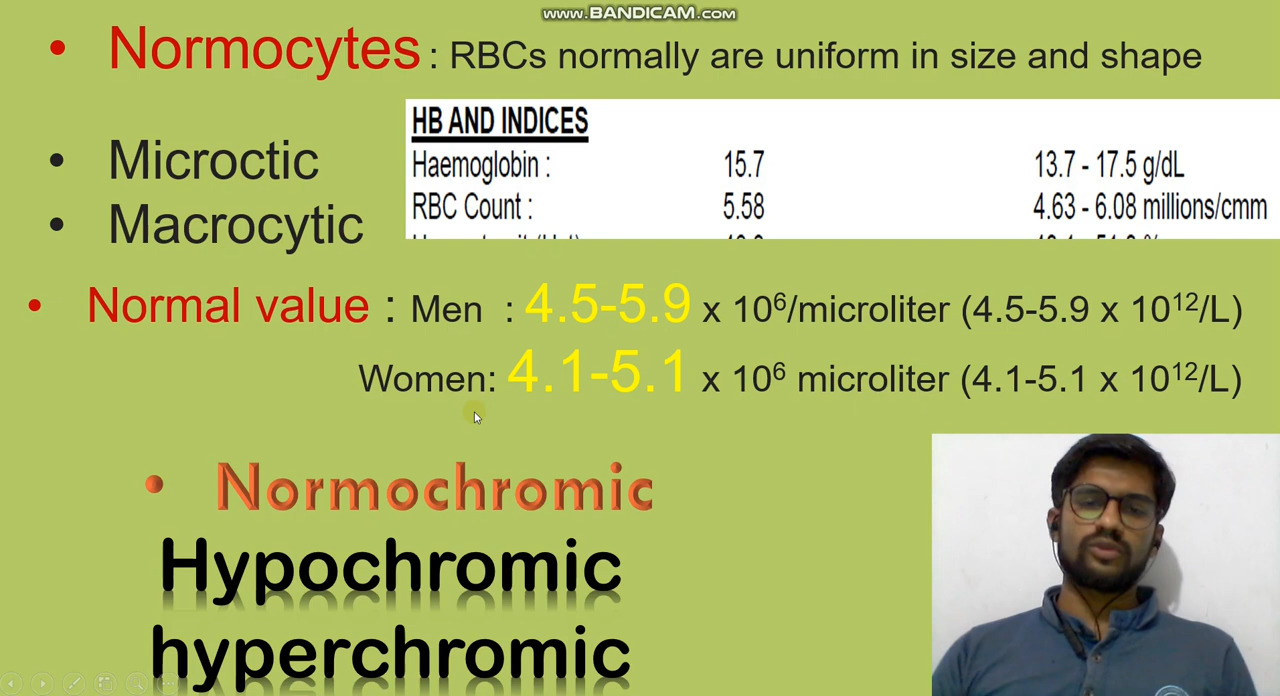 www.BANDICAM.com
• Normocytes : RBCs normally are uniform in size and shape
HB AND INDICES
Haemoglobin : 15.7 13.7 - 17.5 g/dL
RBC Count : 5.58 4.63 - 6.08 millions/cmm
• Microctic
• Macrocytic
• Normal value : Men : 4.5-5.9 x 10⁶/microliter (4.5-5.9 x 10¹²/L)
Women: 4.1-5.1 x 10⁶ microliter (4.1-5.1 x 10¹²/L)
• Normochromic
Hypochromic
hyperchromic